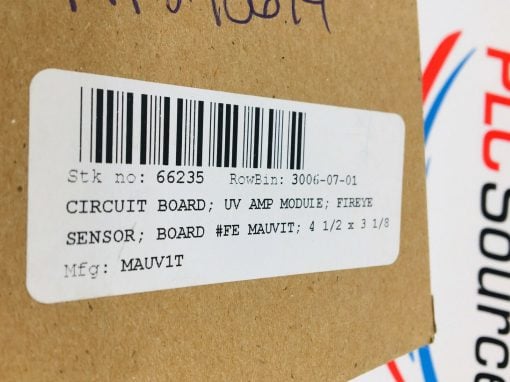 Stk no: 66235 RowBin: 3006-07-01
CIRCUIT BOARD; UV AMP MODULE; FIREYE
SENSOR; BOARD #FE MAUVIT; 4 1/2 x 3 1/8
Mfg: MAUV1T
PLC Source